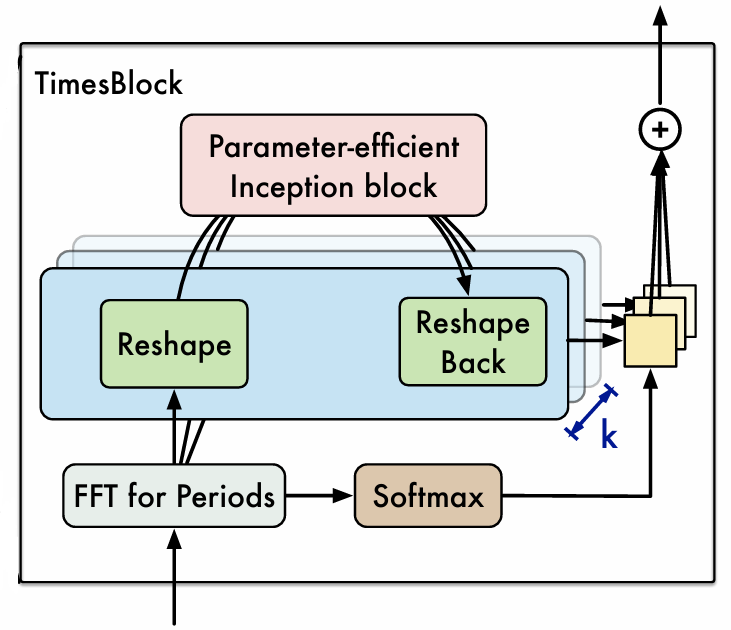 TimesBlock
Parameter-efficient
Inception block
Reshape
Reshape
Back
k
FFT for Periods
Softmax
+